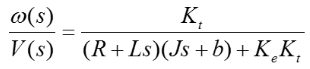 ω(s)/V(s) = K_t / ((R + Ls)(Js + b) + K_e K_t)